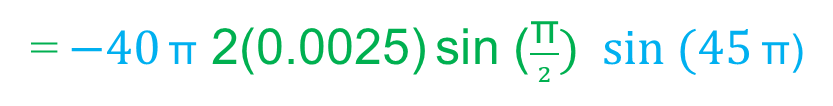 = −40 π 2(0.0025) sin (π/2) sin (45 π)